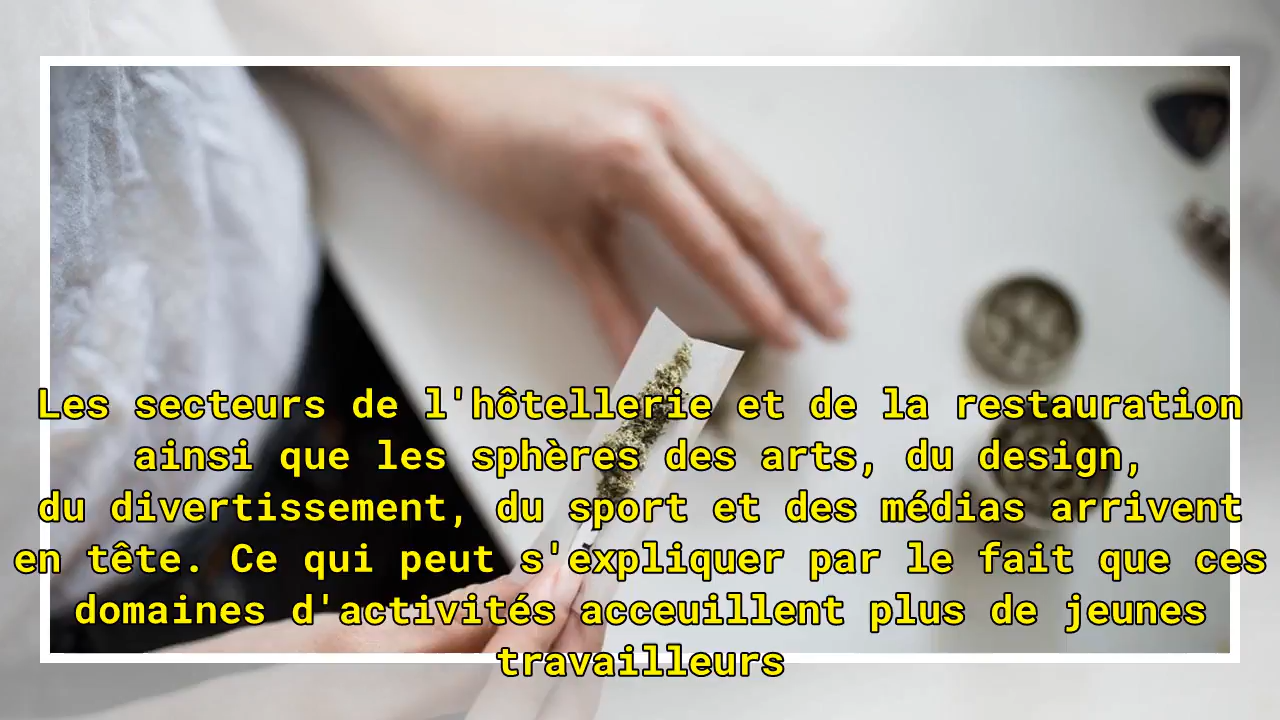 Les secteurs de l'hôtellerie et de la restauration
ainsi que les sphères des arts, du design,
du divertissement, du sport et des médias arrivent
en tête. Ce qui peut s'expliquer par le fait que ces
domaines d'activités acceuillent plus de jeunes
travailleurs